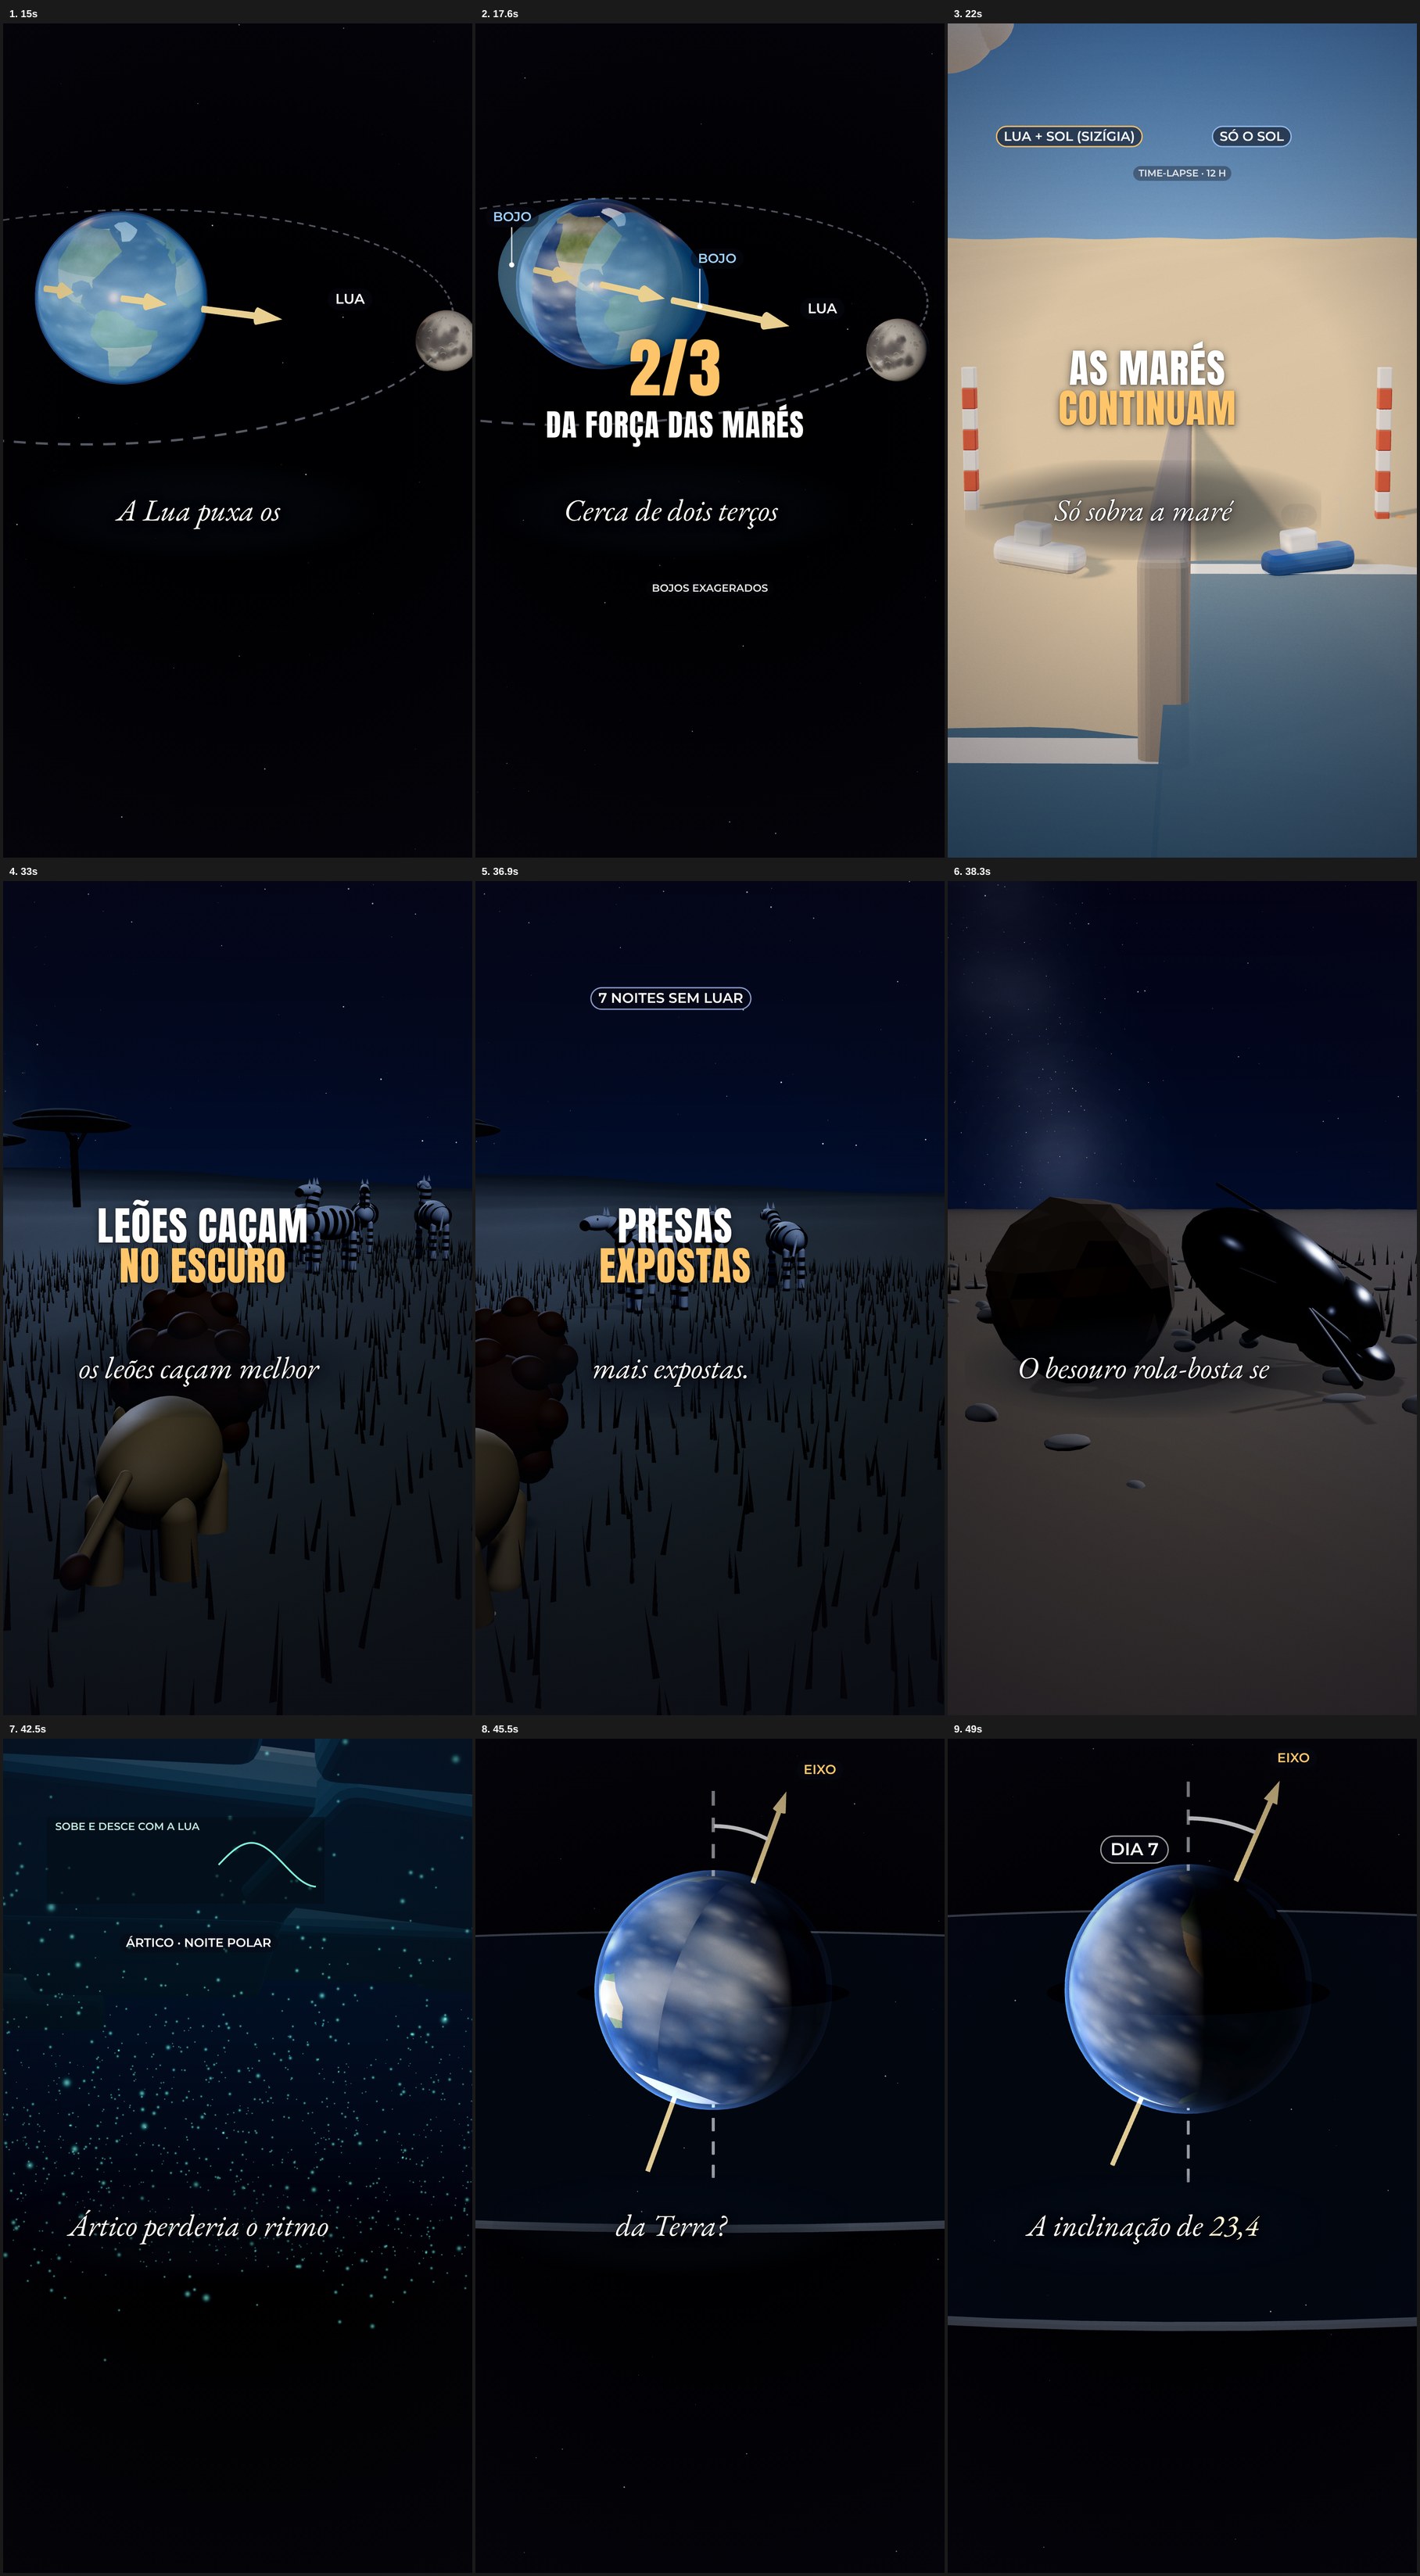 1. 15s
LUA
A Lua puxa os
2. 17.6s
BOJO
BOJO
LUA
2/3
DA FORÇA DAS MARÉS
Cerca de dois terços
BOJOS EXAGERADOS
3. 22s
LUA + SOL (SIZÍGIA)
SÓ O SOL
TIME-LAPSE · 12 H
AS MARÉS
CONTINUAM
Só sobra a maré
4. 33s
LEÕES CAÇAM
NO ESCURO
os leões caçam melhor
5. 36.9s
7 NOITES SEM LUAR
PRESAS
EXPOSTAS
mais expostas.
6. 38.3s
O besouro rola-bosta se
7. 42.5s
SOBE E DESCE COM A LUA
ÁRTICO · NOITE POLAR
Ártico perderia o ritmo
8. 45.5s
EIXO
da Terra?
9. 49s
EIXO
DIA 7
A inclinação de 23,4